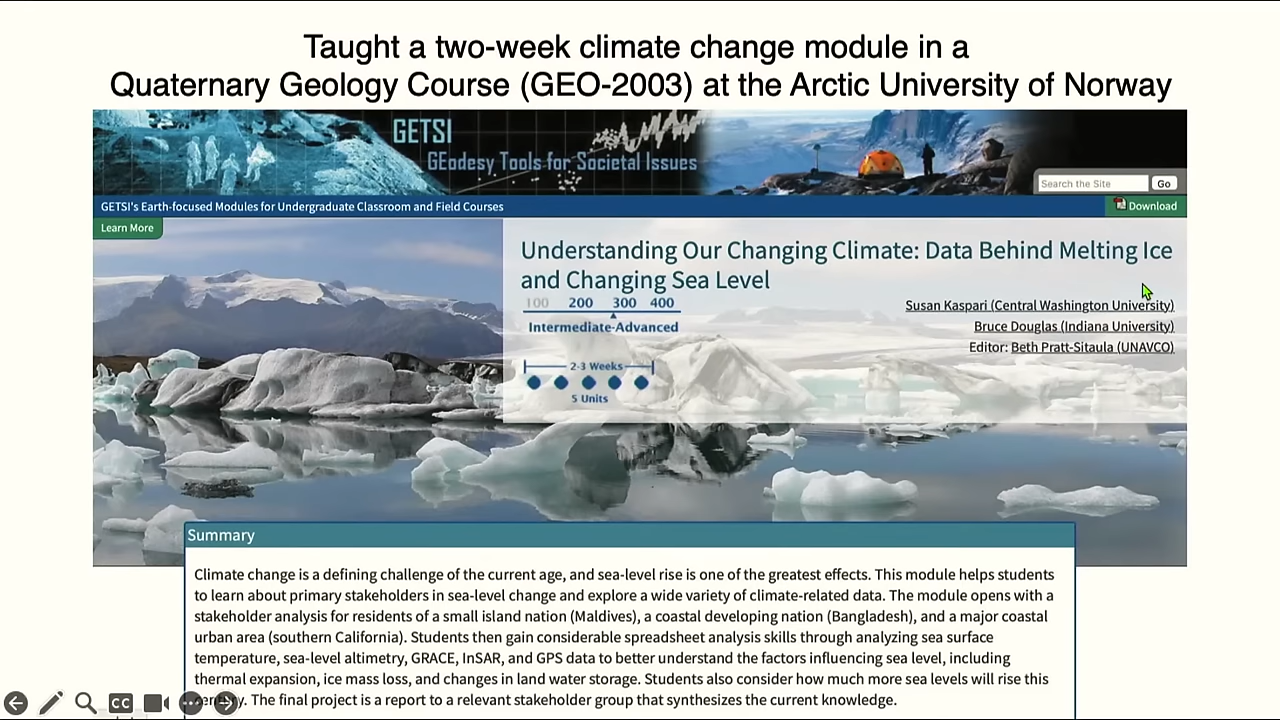 Taught a two-week climate change module in a
Quaternary Geology Course (GEO-2003) at the Arctic University of Norway
GETSI
GEodesy Tools for Societal Issues
Search the Site
Go
GETSI's Earth-focused Modules for Undergraduate Classroom and Field Courses
Download
Learn More
Understanding Our Changing Climate: Data Behind Melting Ice
and Changing Sea Level
100 200 300 400
Intermediate-Advanced
Susan Kaspari (Central Washington University)
Bruce Douglas (Indiana University)
Editor: Beth Pratt-Sitaula (UNAVCO)
2-3 Weeks
5 Units
Summary
Climate change is a defining challenge of the current age, and sea-level rise is one of the greatest effects. This module helps students
to learn about primary stakeholders in sea-level change and explore a wide variety of climate-related data. The module opens with a
stakeholder analysis for residents of a small island nation (Maldives), a coastal developing nation (Bangladesh), and a major coastal
urban area (southern California). Students then gain considerable spreadsheet analysis skills through analyzing sea surface
temperature, sea-level altimetry, GRACE, InSAR, and GPS data to better understand the factors influencing sea level, including
thermal expansion, ice mass loss, and changes in land water storage. Students also consider how much more sea levels will rise this
century. The final project is a report to a relevant stakeholder group that synthesizes the current knowledge.
CC